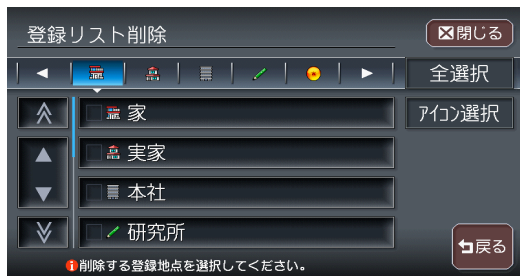 登録リスト削除
閉じる
全選択
アイコン選択
家
実家
本社
研究所
戻る
削除する登録地点を選択してください。